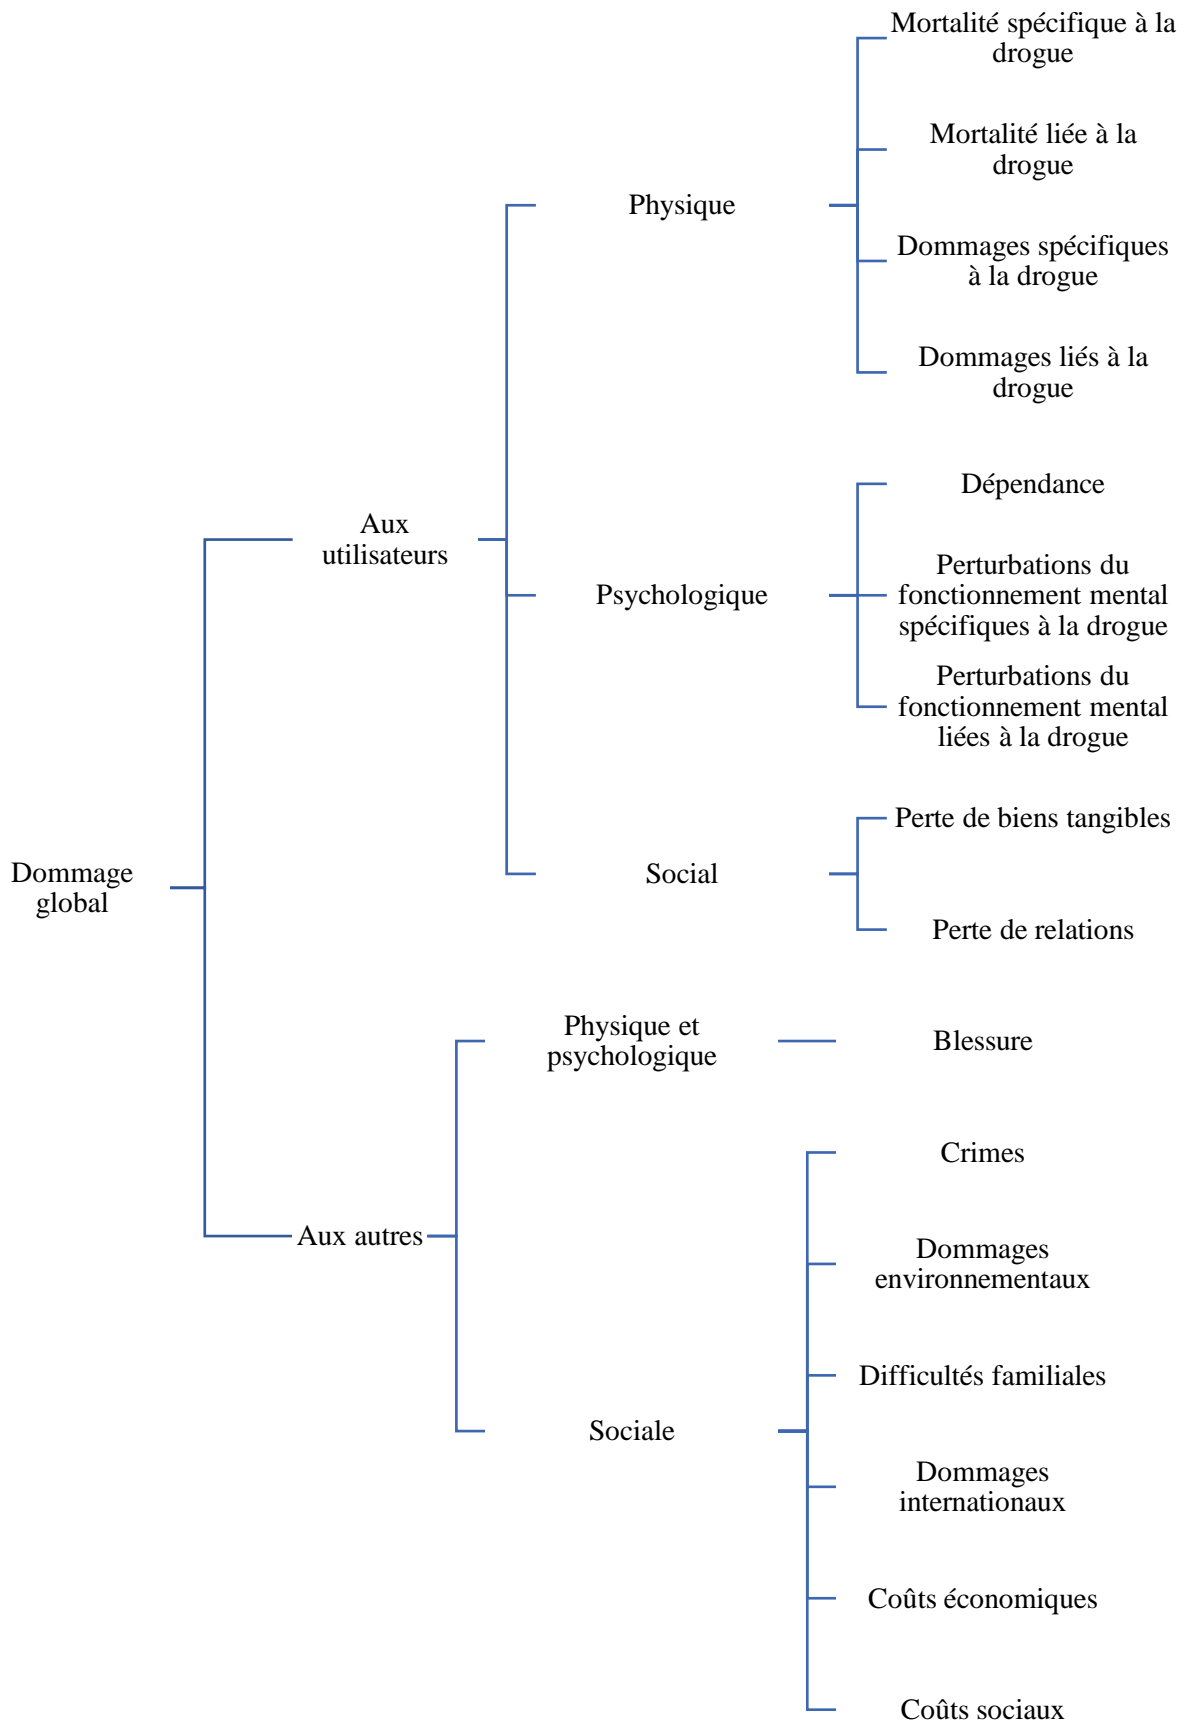 Mortalité spécifique à la
drogue
Mortalité liée à la
drogue
Physique
Dommages spécifiques
à la drogue
Dommages liés à la
drogue
Aux
utilisateurs
Dépendance
Psychologique
Perturbations du
fonctionnement mental
spécifiques à la drogue
Perturbations du
fonctionnement mental
liées à la drogue
Perte de biens tangibles
Social
Perte de relations
Dommage
global
Physique et
psychologique
Blessure
Aux autres
Crimes
Dommages
environnementaux
Difficultés familiales
Sociale
Dommages
internationaux
Coûts économiques
Coûts sociaux